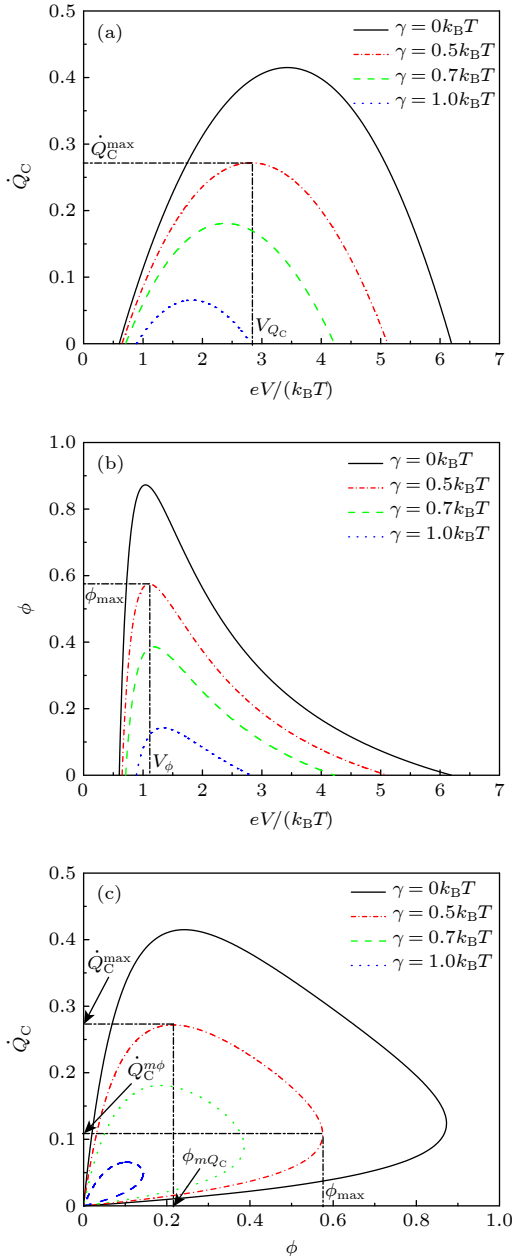 0.5
(a)
γ = 0k_BT
γ = 0.5k_BT
γ = 0.7k_BT
γ = 1.0k_BT
0.4
Q̇_C^max
0.3
Q̇_C
0.2
0.1
V_{Q_C}
0
0 1 2 3 4 5 6 7
eV/(k_BT)
1.0
(b)
γ = 0k_BT
γ = 0.5k_BT
γ = 0.7k_BT
γ = 1.0k_BT
0.8
0.6
ϕ_max
ϕ
0.4
0.2
V_ϕ
0
0 1 2 3 4 5 6 7
eV/(k_BT)
0.5
(c)
γ = 0k_BT
γ = 0.5k_BT
γ = 0.7k_BT
γ = 1.0k_BT
0.4
Q̇_C^max
0.3
Q̇_C
Q̇_C^{mϕ}
0.2
0.1
ϕ_{mQ_C}
ϕ_max
0
0 0.2 0.4 0.6 0.8 1.0
ϕ